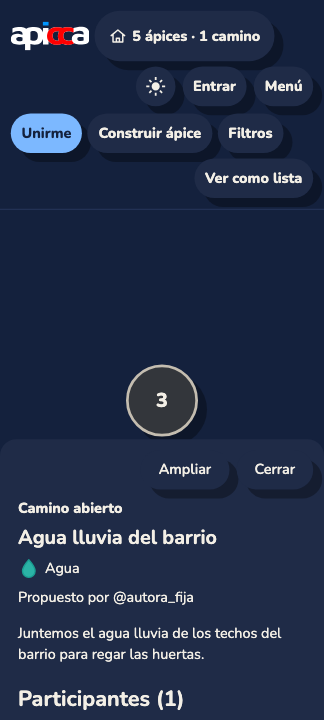 apicca
5 ápices · 1 camino
Entrar
Menú
Unirme
Construir ápice
Filtros
Ver como lista
3
Ampliar
Cerrar
Camino abierto
Agua lluvia del barrio
Agua
Propuesto por @autora_fija
Juntemos el agua lluvia de los techos del
barrio para regar las huertas.
Participantes (1)